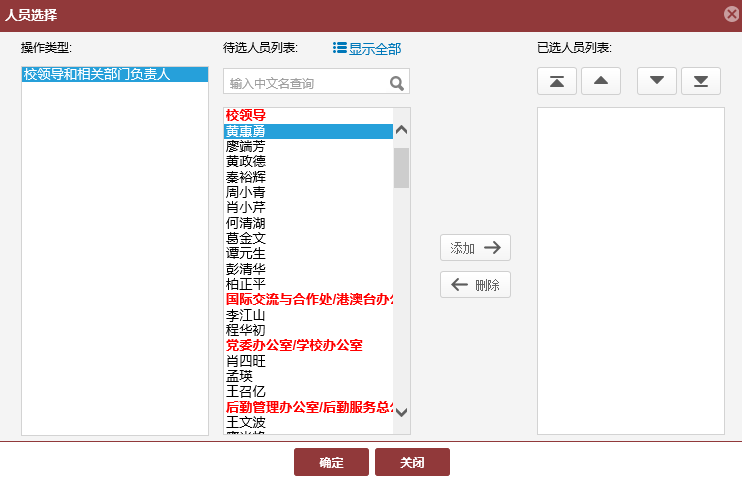 人员选择
操作类型:
待选人员列表:
显示全部
已选人员列表:
校领导和相关部门负责人
输入中文名查询
校领导
黄惠勇
廖端芳
黄政德
秦裕辉
周小青
肖小芹
何清湖
葛金文
谭元生
彭清华
柏正平
国际交流与合作处/港澳台办公
李江山
程华初
党委办公室/学校办公室
肖四旺
孟瑛
王召亿
后勤管理办公室/后勤服务总公
王文波
添加
删除
确定
关闭